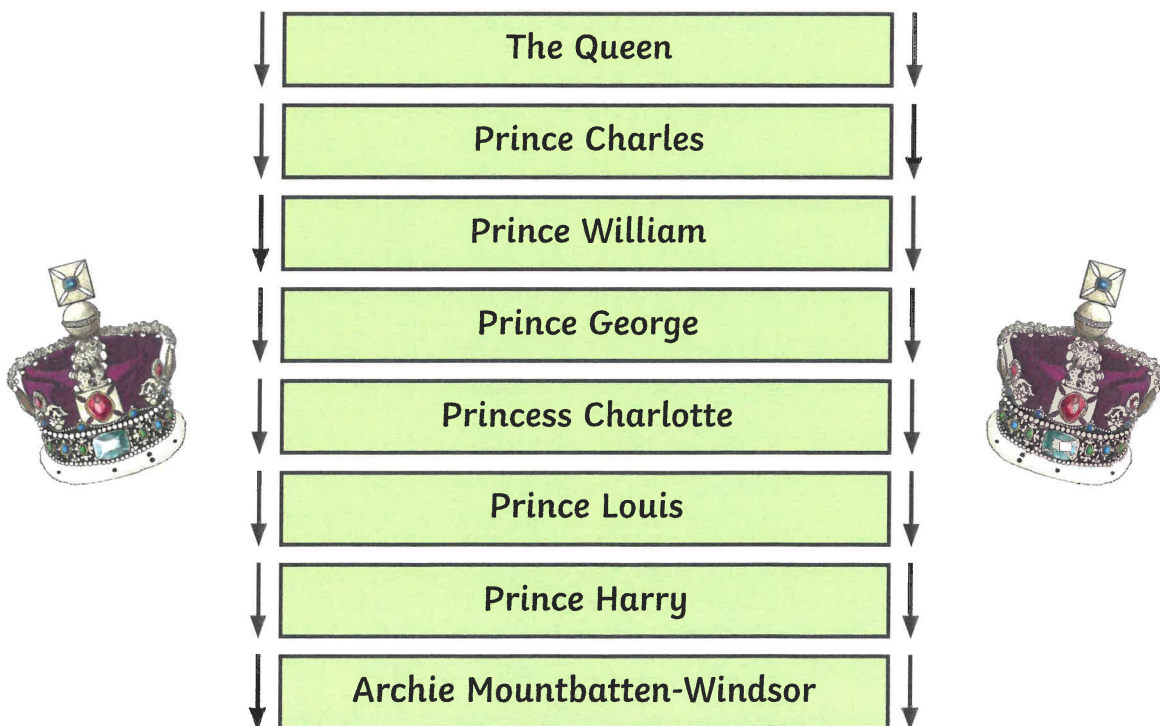 The Queen
Prince Charles
Prince William
Prince George
Princess Charlotte
Prince Louis
Prince Harry
Archie Mountbatten-Windsor